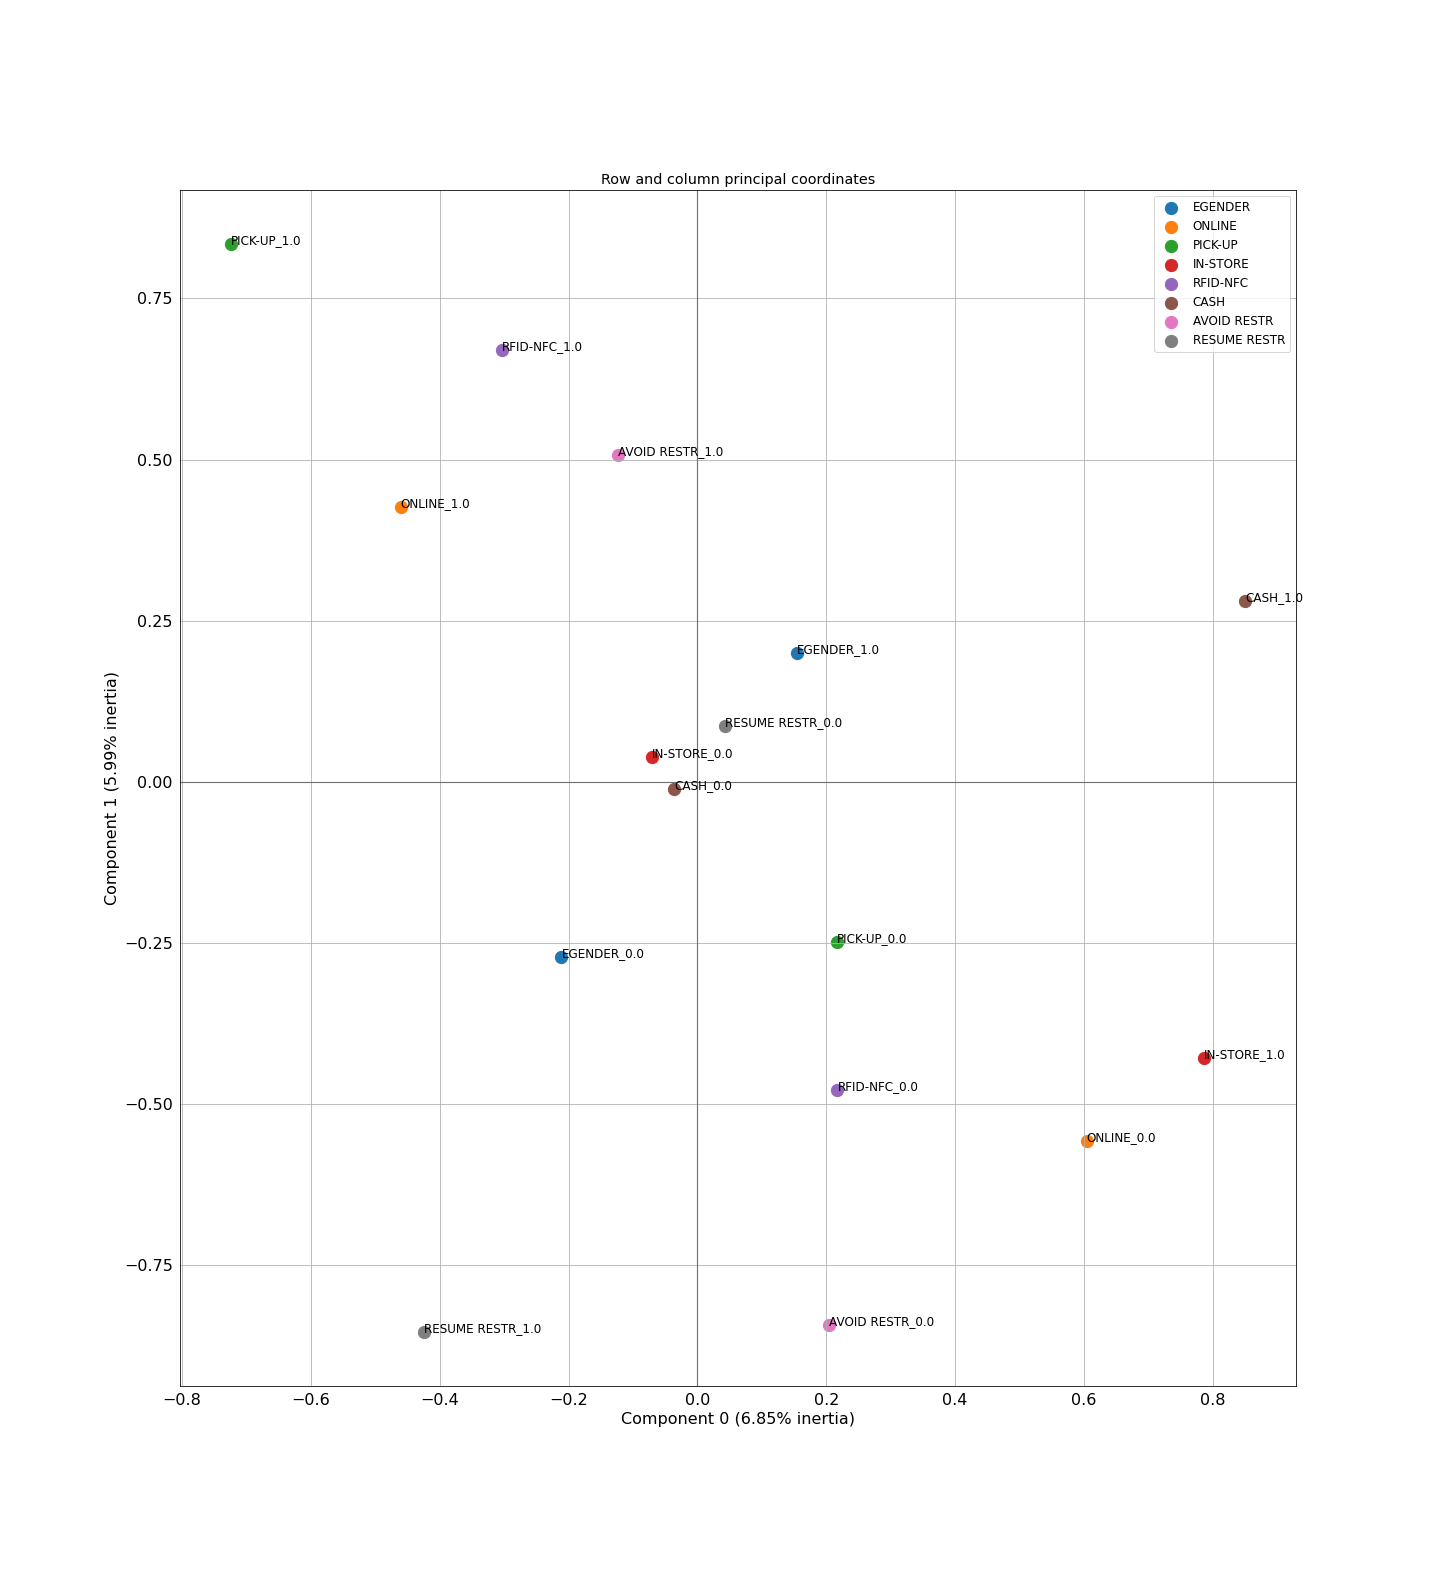 Row and column principal coordinates
EGENDER
ONLINE
PICK-UP
IN-STORE
RFID-NFC
CASH
AVOID RESTR
RESUME RESTR
PICK-UP_1.0
RFID-NFC_1.0
AVOID RESTR_1.0
ONLINE_1.0
CASH_1.0
EGENDER_1.0
RESUME RESTR_0.0
IN-STORE_0.0
CASH_0.0
PICK-UP_0.0
EGENDER_0.0
IN-STORE_1.0
RFID-NFC_0.0
ONLINE_0.0
AVOID RESTR_0.0
RESUME RESTR_1.0
0.75
0.50
0.25
0.00
−0.25
−0.50
−0.75
Component 1 (5.99% inertia)
−0.8 −0.6 −0.4 −0.2 0.0 0.2 0.4 0.6 0.8
Component 0 (6.85% inertia)